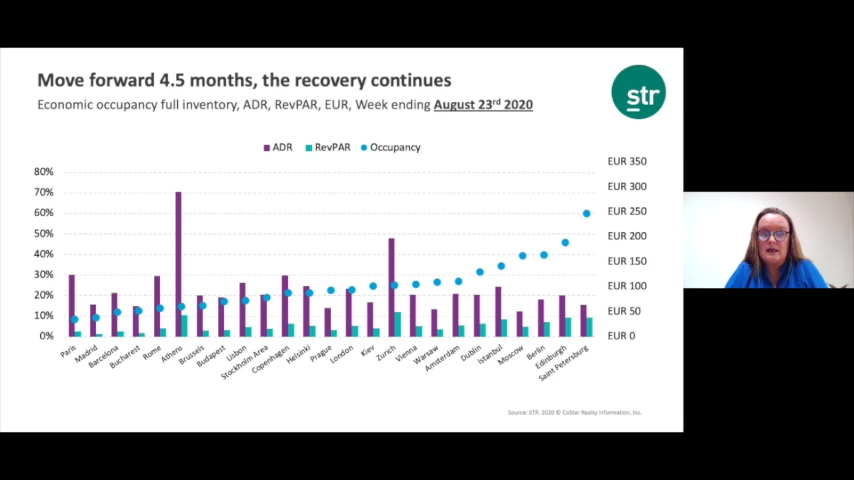 Move forward 4.5 months, the recovery continues
Economic occupancy full inventory, ADR, RevPAR, EUR, Week ending August 23rd 2020
str
ADR RevPAR Occupancy
80%
70%
60%
50%
40%
30%
20%
10%
0%
EUR 350
EUR 300
EUR 250
EUR 200
EUR 150
EUR 100
EUR 50
EUR 0
Paris
Madrid
Barcelona
Bucharest
Rome
Athens
Brussels
Budapest
Lisbon
Stockholm Area
Copenhagen
Helsinki
Prague
London
Kiev
Zurich
Vienna
Warsaw
Amsterdam
Dublin
Istanbul
Moscow
Berlin
Edinburgh
Saint Petersburg
Source: STR. 2020 © CoStar Realty Information, Inc.